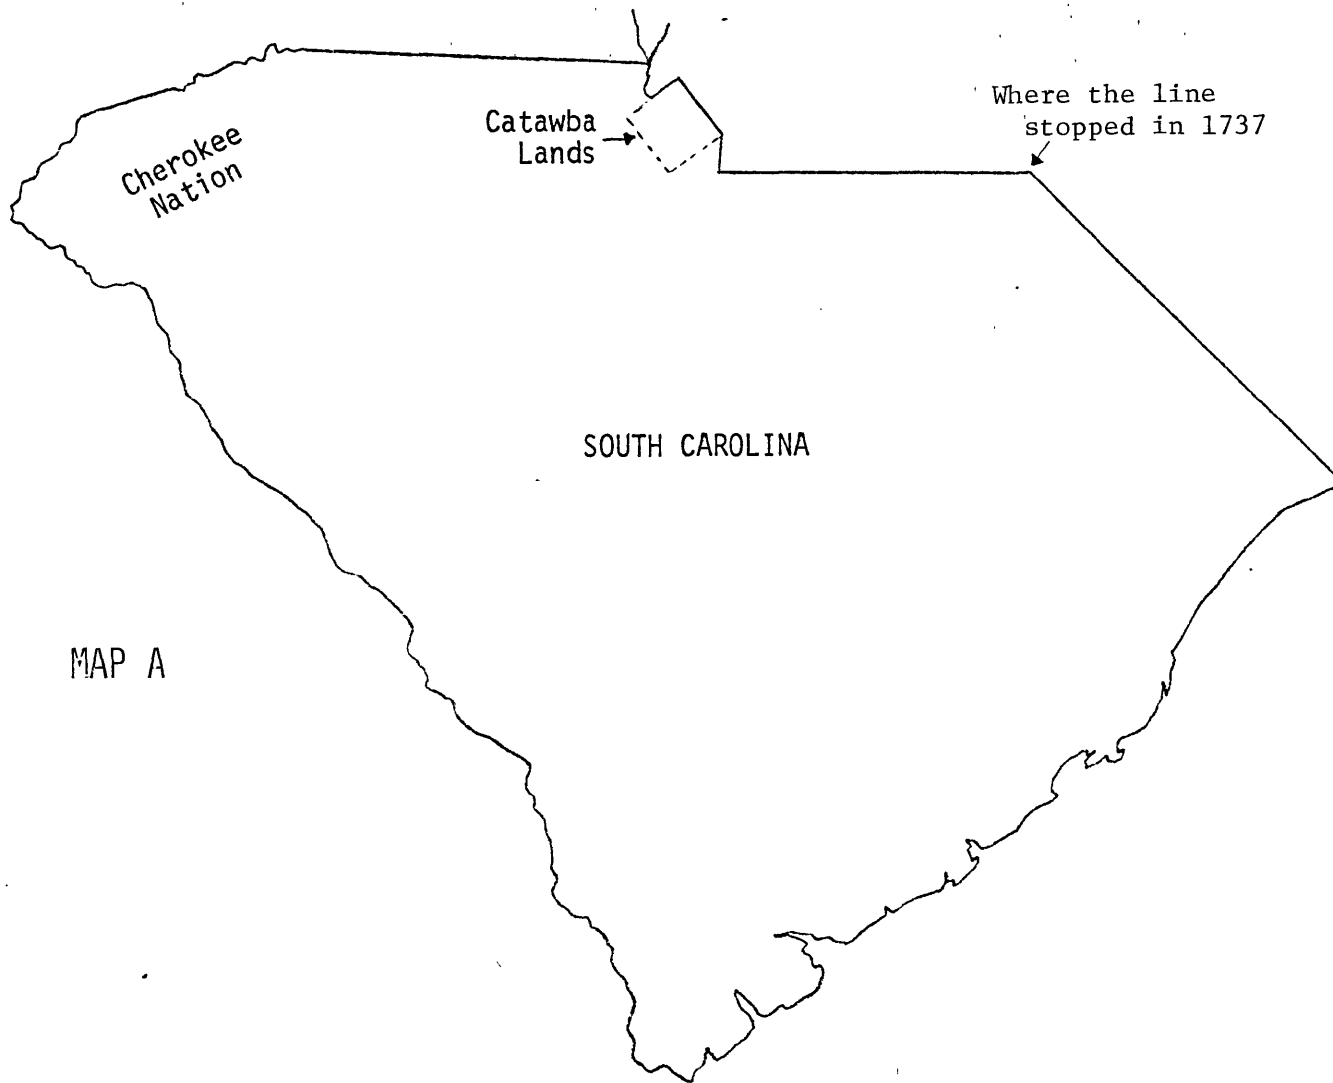 Where the line
stopped in 1737
Catawba
Lands
Cherokee
Nation
SOUTH CAROLINA
MAP A